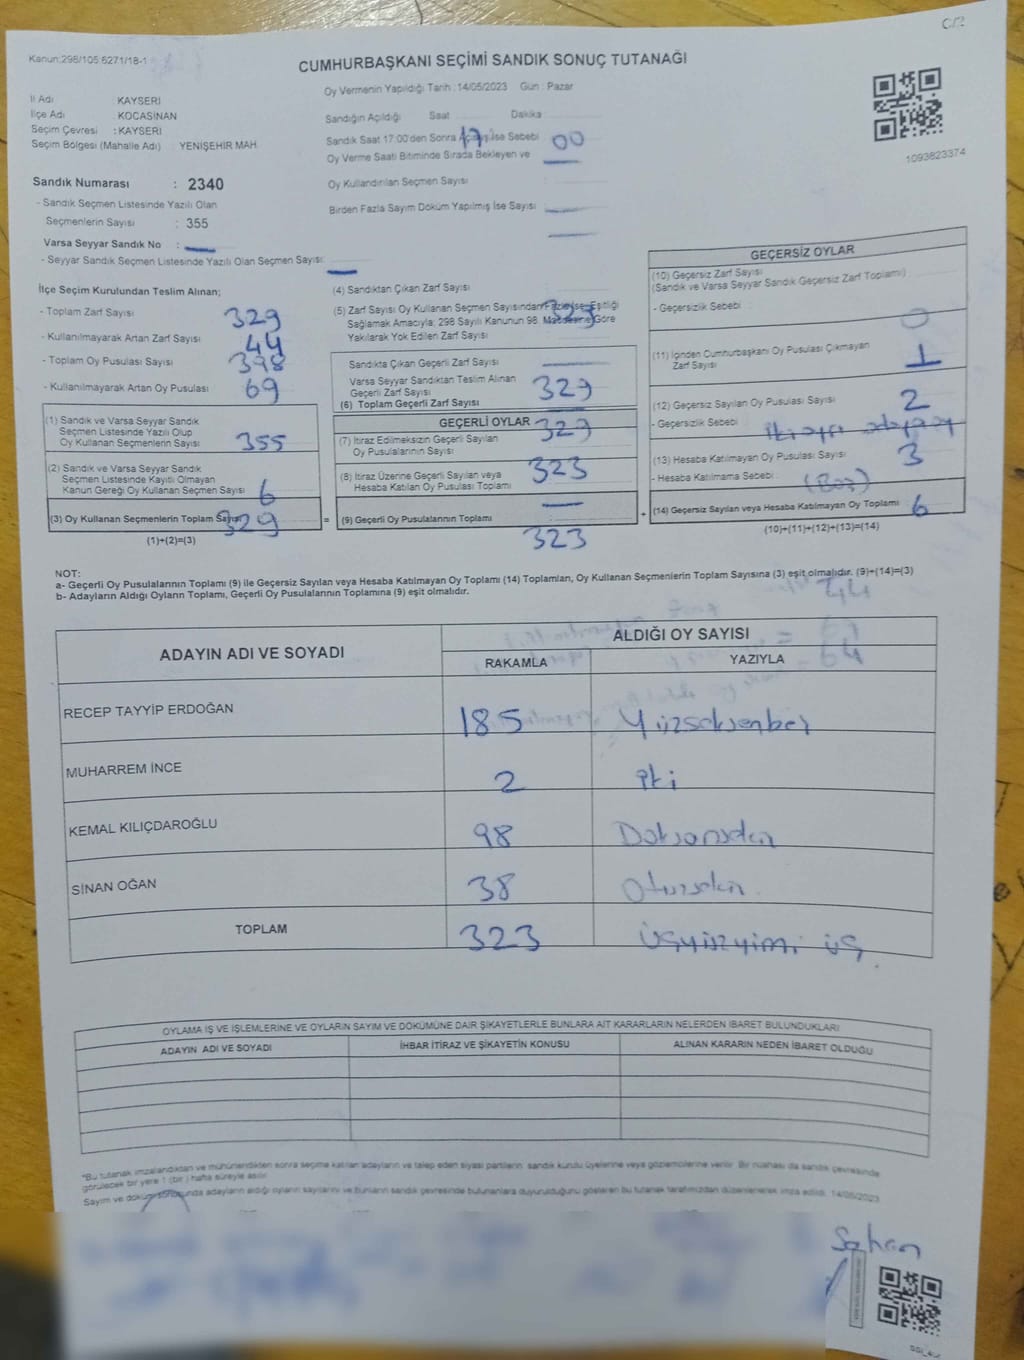 C/2
Kanun:298/105 6271/18-1
CUMHURBAŞKANI SEÇİMİ SANDIK SONUÇ TUTANAĞI
Oy Vermenin Yapıldığı Tarih : 14/05/2023 Gün : Pazar
İl Adı : KAYSERİ
İlçe Adı : KOCASİNAN
Seçim Çevresi : KAYSERİ
Seçim Bölgesi (Mahalle Adı) YENİŞEHİR MAH.
Sandığın Açıldığı Saat Dakika
Sandık Saat 17:00'den Sonra Açılmış İse Sebebi
17 00
Oy Verme Saati Bitiminde Sırada Bekleyen ve
Oy Kullandırılan Seçmen Sayısı
Birden Fazla Sayım Döküm Yapılmış İse Sayısı
1093823374
Sandık Numarası : 2340
- Sandık Seçmen Listesinde Yazılı Olan
Seçmenlerin Sayısı : 355
Varsa Seyyar Sandık No :
- Seyyar Sandık Seçmen Listesinde Yazılı Olan Seçmen Sayısı:
İlçe Seçim Kurulundan Teslim Alınan;
- Toplam Zarf Sayısı 329
- Kullanılmayarak Artan Zarf Sayısı 44
- Toplam Oy Pusulası Sayısı 398
- Kullanılmayarak Artan Oy Pusulası 69
(1) Sandık ve Varsa Seyyar Sandık
Seçmen Listesinde Yazılı Olup
Oy Kullanan Seçmenlerin Sayısı 355
(2) Sandık ve Varsa Seyyar Sandık
Seçmen Listesinde Kayıtlı Olmayan
Kanun Gereği Oy Kullanan Seçmen Sayısı 6
(3) Oy Kullanan Seçmenlerin Toplam Sayısı 329
(1)+(2)=(3)
(4) Sandıktan Çıkan Zarf Sayısı
329
(5) Zarf Sayısı Oy Kullanan Seçmen Sayısından Fazla İse, Eşitliği
Sağlamak Amacıyla; 298 Sayılı Kanunun 98. Maddesine Göre
Yakılarak Yok Edilen Zarf Sayısı
Sandıkta Çıkan Geçerli Zarf Sayısı
Varsa Seyyar Sandıktan Teslim Alınan
Geçerli Zarf Sayısı 329
(6) Toplam Geçerli Zarf Sayısı
GEÇERLİ OYLAR
329
(7) İtiraz Edilmeksizin Geçerli Sayılan
Oy Pusulalarının Sayısı
323
(8) İtiraz Üzerine Geçerli Sayılan veya
Hesaba Katılan Oy Pusulası Toplamı
= (9) Geçerli Oy Pusulalarının Toplamı
323
GEÇERSİZ OYLAR
(10) Geçersiz Zarf Sayısı
(Sandık ve Varsa Seyyar Sandık Geçersiz Zarf Toplamı)
- Geçersizlik Sebebi
0
(11) İçinden Cumhurbaşkanı Oy Pusulası Çıkmayan
Zarf Sayısı 1
(12) Geçersiz Sayılan Oy Pusulası Sayısı 2
- Geçersizlik Sebebi : iki ayrı adaya oy
(13) Hesaba Katılmayan Oy Pusulası Sayısı 3
- Hesaba Katılmama Sebebi : (Boş)
+ (14) Geçersiz Sayılan veya Hesaba Katılmayan Oy Toplamı 6
(10)+(11)+(12)+(13)=(14)
NOT:
a- Geçerli Oy Pusulalarının Toplamı (9) ile Geçersiz Sayılan veya Hesaba Katılmayan Oy Toplamı (14) Toplamları, Oy Kullanan Seçmenlerin Toplam Sayısına (3) eşit olmalıdır. (9)+(14)=(3)
b- Adayların Aldığı Oyların Toplamı, Geçerli Oy Pusulalarının Toplamına (9) eşit olmalıdır.
ADAYIN ADI VE SOYADI
ALDIĞI OY SAYISI
RAKAMLA YAZIYLA
RECEP TAYYİP ERDOĞAN 185 Yüzseksenbeş
MUHARREM İNCE 2 iki
KEMAL KILIÇDAROĞLU 98 Doksansekiz
SİNAN OĞAN 38 Otuzsekiz
TOPLAM 323 üçyüzyimi üç
OYLAMA İŞ VE İŞLEMLERİNE VE OYLARIN SAYIM VE DÖKÜMÜNE DAİR ŞİKAYETLERLE BUNLARA AİT KARARLARIN NELERDEN İBARET BULUNDUKLARI
ADAYIN ADI VE SOYADI İHBAR İTİRAZ VE ŞİKAYETİN KONUSU ALINAN KARARIN NEDEN İBARET OLDUĞU
*Bu tutanak imzalandıktan ve mühürlendikten sonra seçime katılan adayların ve talep eden siyasi partilerin sandık kurulu üyelerine veya gözlemcilerine verilir. Bir nüshası da sandık çevresinde
görülecek bir yere 1 (bir) hafta süreyle asılır.
Sayım ve döküm sonucunda adayların aldığı oyların sayılarını ve bunların sandık çevresinde bulunanlara duyurulduğunu gösteren bu tutanak tarafımızdan düzenlenerek imza edildi. 14/05/2023